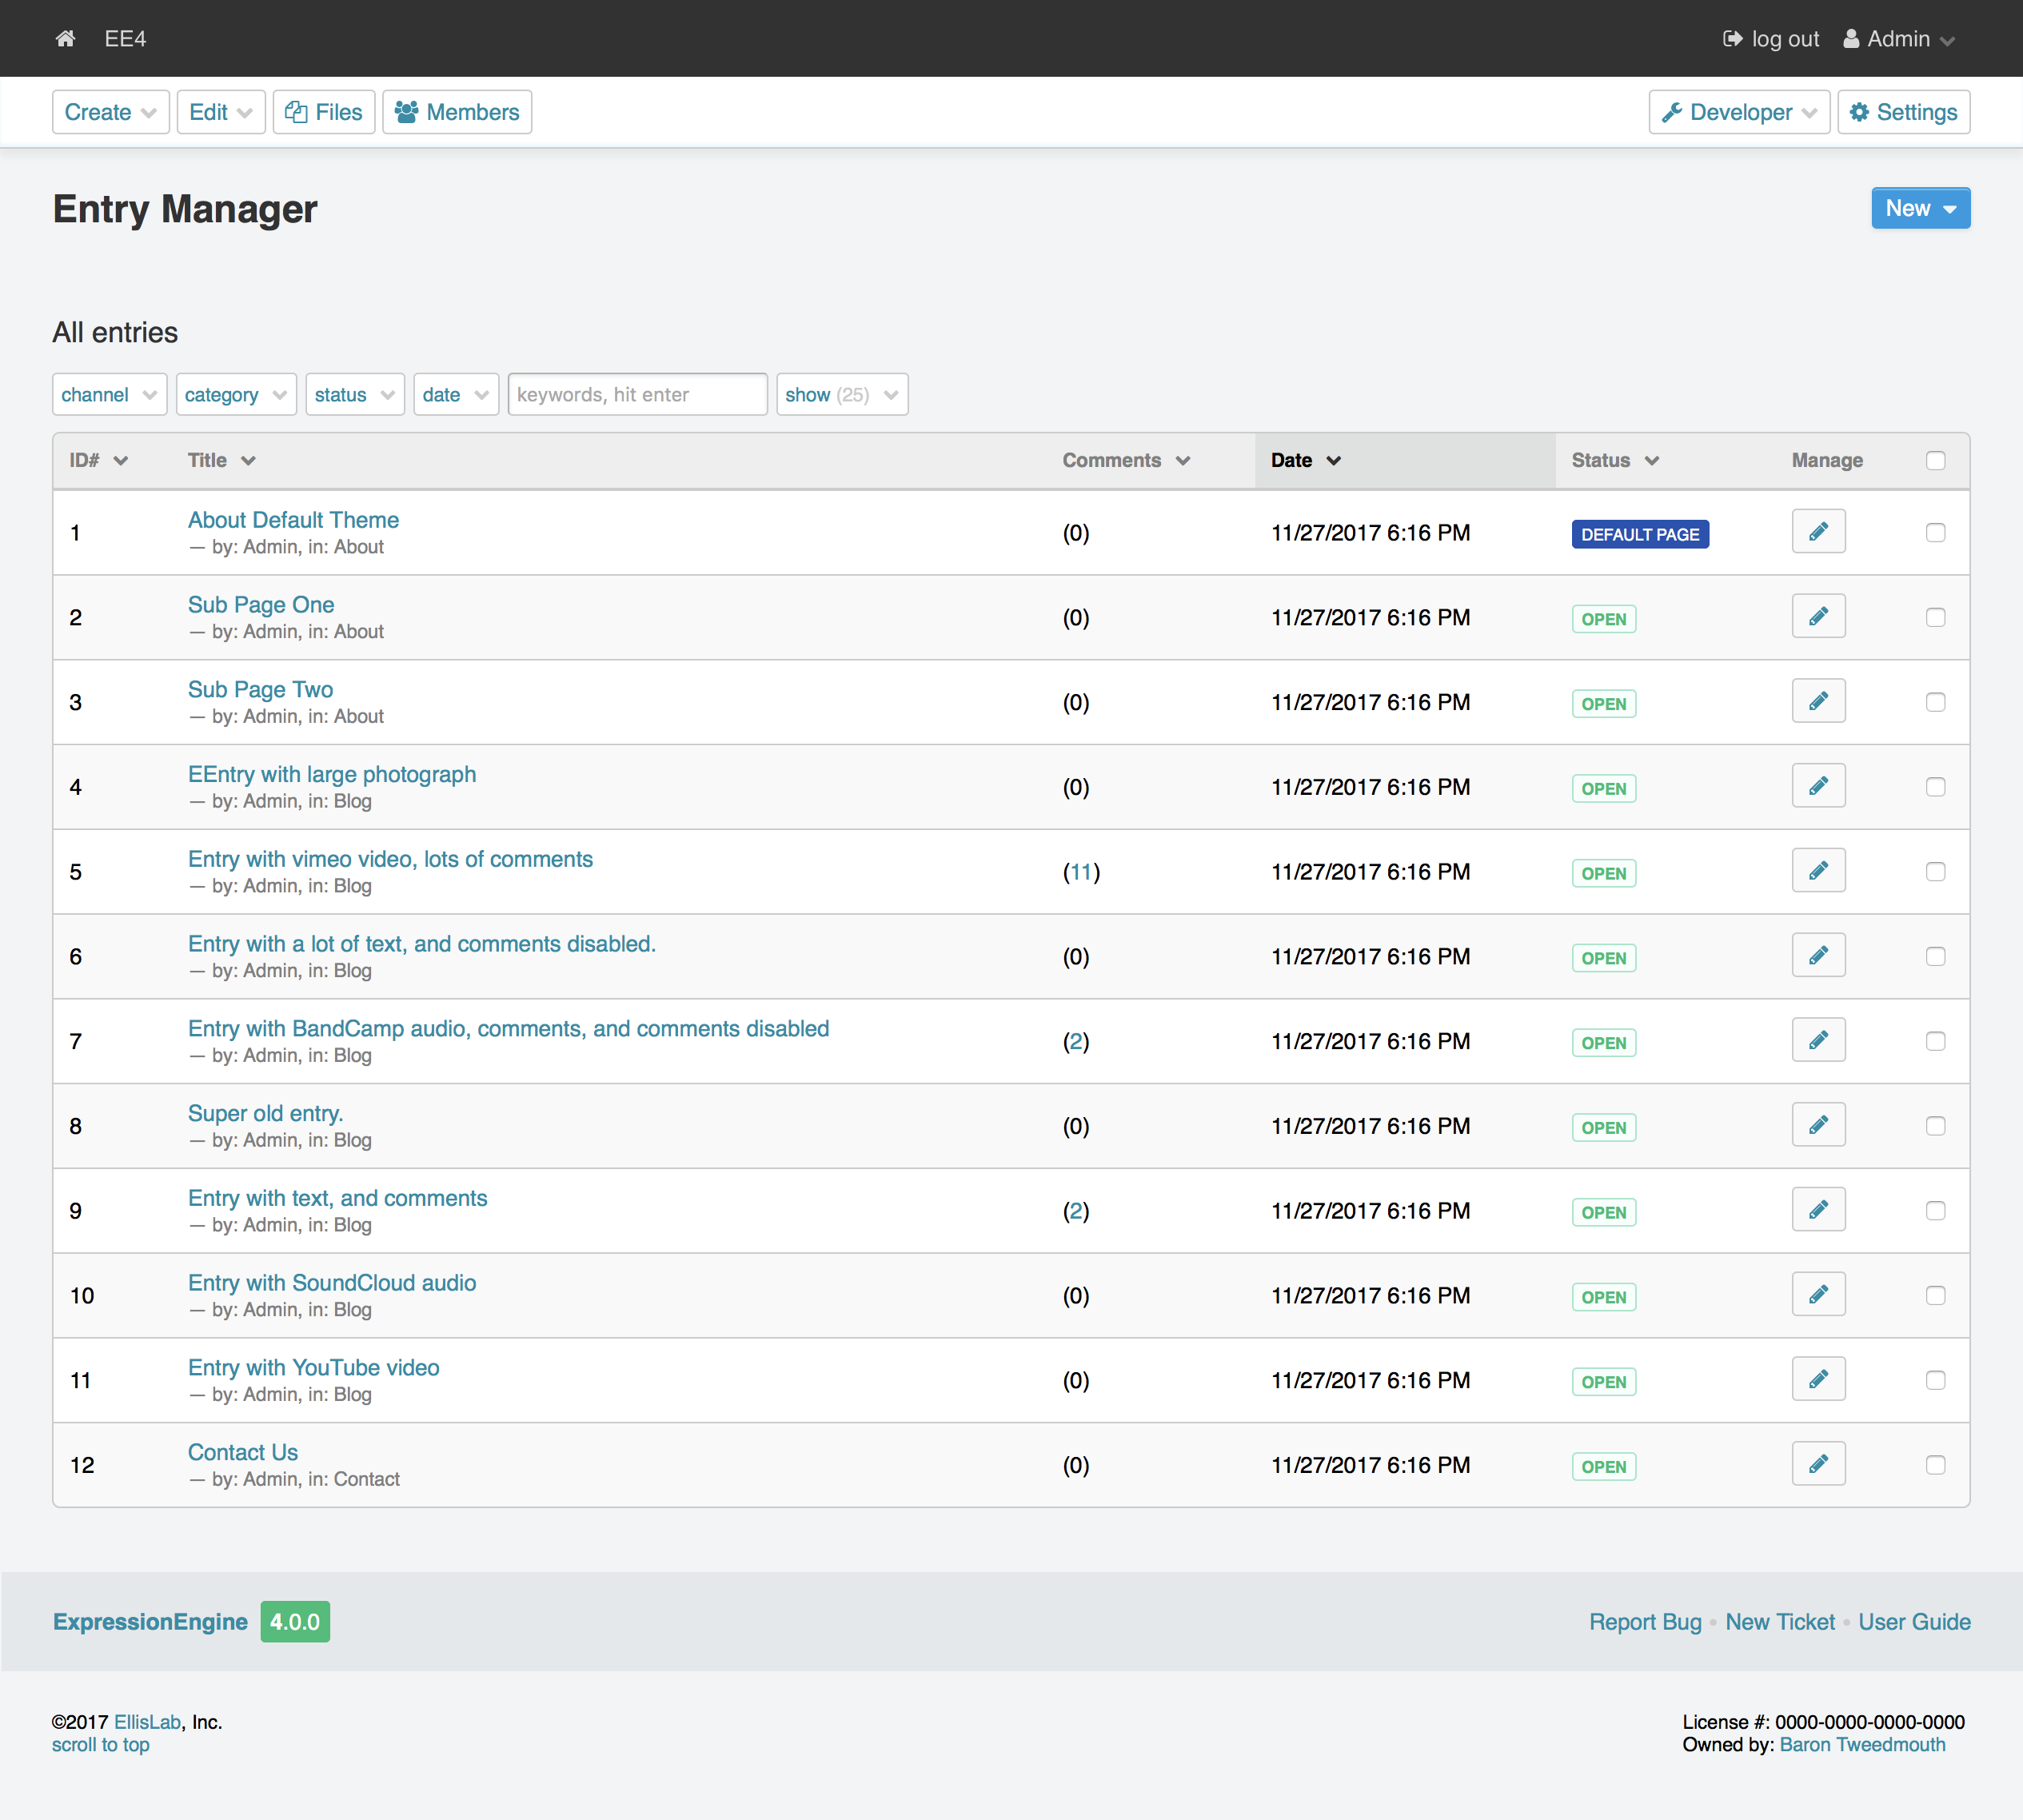 EE4 log out Admin
Create Edit Files Members Developer Settings
Entry Manager New
All entries
channel category status date keywords, hit enter show (25)
ID# Title Comments Date Status Manage
1 About Default Theme (0) 11/27/2017 6:16 PM DEFAULT PAGE
— by: Admin, in: About
2 Sub Page One (0) 11/27/2017 6:16 PM OPEN
— by: Admin, in: About
3 Sub Page Two (0) 11/27/2017 6:16 PM OPEN
— by: Admin, in: About
4 EEntry with large photograph (0) 11/27/2017 6:16 PM OPEN
— by: Admin, in: Blog
5 Entry with vimeo video, lots of comments (11) 11/27/2017 6:16 PM OPEN
— by: Admin, in: Blog
6 Entry with a lot of text, and comments disabled. (0) 11/27/2017 6:16 PM OPEN
— by: Admin, in: Blog
7 Entry with BandCamp audio, comments, and comments disabled (2) 11/27/2017 6:16 PM OPEN
— by: Admin, in: Blog
8 Super old entry. (0) 11/27/2017 6:16 PM OPEN
— by: Admin, in: Blog
9 Entry with text, and comments (2) 11/27/2017 6:16 PM OPEN
— by: Admin, in: Blog
10 Entry with SoundCloud audio (0) 11/27/2017 6:16 PM OPEN
— by: Admin, in: Blog
11 Entry with YouTube video (0) 11/27/2017 6:16 PM OPEN
— by: Admin, in: Blog
12 Contact Us (0) 11/27/2017 6:16 PM OPEN
— by: Admin, in: Contact
ExpressionEngine 4.0.0 Report Bug • New Ticket • User Guide
©2017 EllisLab, Inc. License #: 0000-0000-0000-0000
scroll to top Owned by: Baron Tweedmouth